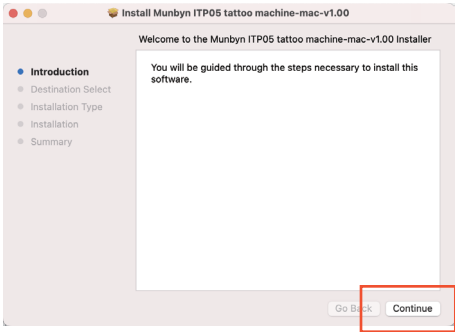 Install Munbyn ITP05 tattoo machine-mac-v1.00
Welcome to the Munbyn ITP05 tattoo machine-mac-v1.00 Installer
Introduction
Destination Select
Installation Type
Installation
Summary
You will be guided through the steps necessary to install this
software.
Go Back
Continue